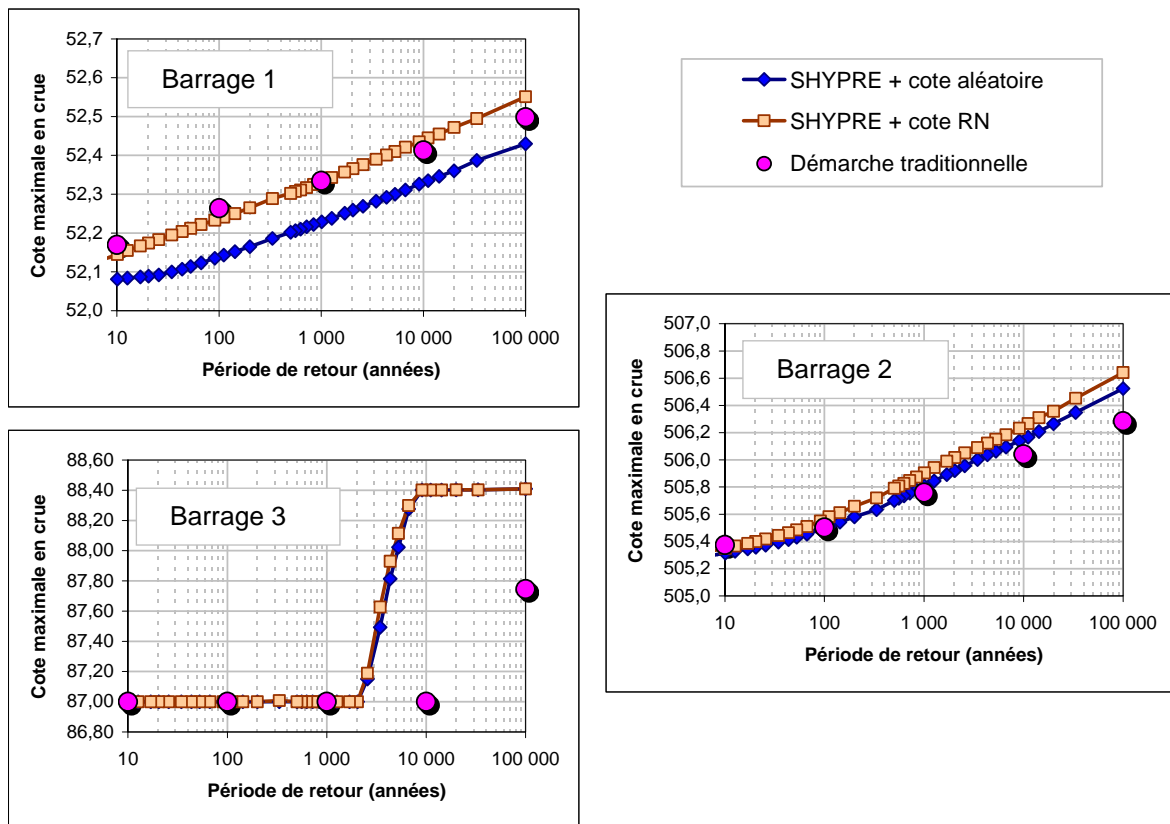 Barrage 1
Cote maximale en crue
52,7
52,6
52,5
52,4
52,3
52,2
52,1
52,0
10 100 1 000 10 000 100 000
Période de retour (années)
SHYPRE + cote aléatoire
SHYPRE + cote RN
Démarche traditionnelle
Barrage 2
Cote maximale en crue
507,0
506,8
506,6
506,4
506,2
506,0
505,8
505,6
505,4
505,2
505,0
10 100 1 000 10 000 100 000
Période de retour (années)
Barrage 3
Cote maximale en crue
88,60
88,40
88,20
88,00
87,80
87,60
87,40
87,20
87,00
86,80
10 100 1 000 10 000 100 000
Période de retour (années)